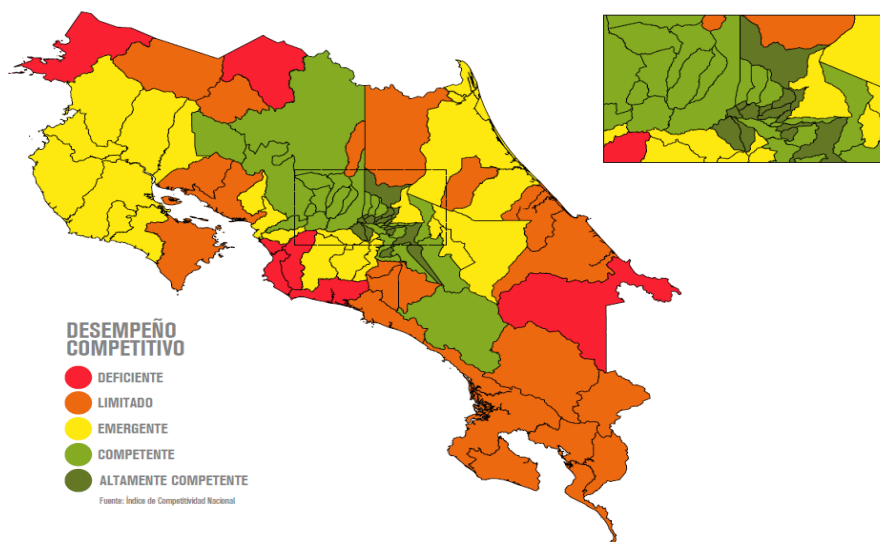 DESEMPEÑO
COMPETITIVO
DEFICIENTE
LIMITADO
EMERGENTE
COMPETENTE
ALTAMENTE COMPETENTE
Fuente: Índice de Competitividad Nacional